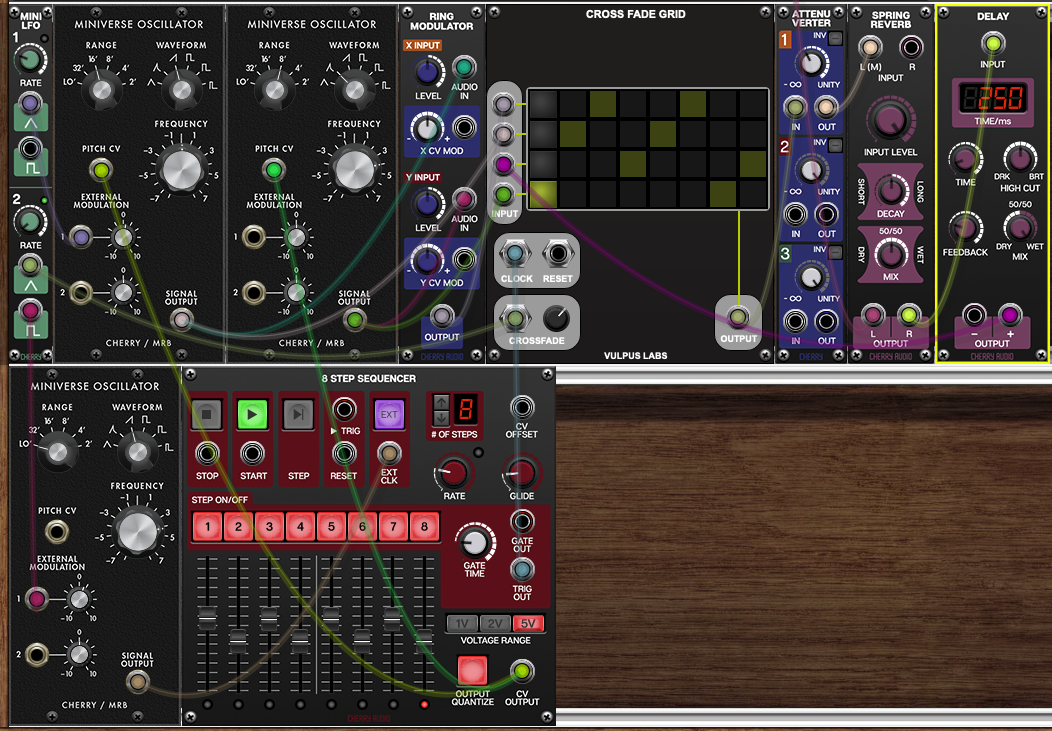 MINI
LFO
1
RATE
2
RATE
CHERRY
MINIVERSE OSCILLATOR
RANGE
WAVEFORM
LO
32'
16'
8'
4'
2'
FREQUENCY
PITCH CV
-5 -3 -1 1 3 5
-7 7
EXTERNAL
MODULATION
1
0
-10 10
2
0
-10 10
SIGNAL
OUTPUT
CHERRY / MRB
MINIVERSE OSCILLATOR
RANGE
WAVEFORM
LO
32'
16'
8'
4'
2'
FREQUENCY
PITCH CV
-5 -3 -1 1 3 5
-7 7
EXTERNAL
MODULATION
1
0
-10 10
2
0
-10 10
SIGNAL
OUTPUT
CHERRY / MRB
RING
MODULATOR
X INPUT
LEVEL
AUDIO
IN
- +
X CV MOD
Y INPUT
LEVEL
AUDIO
IN
- +
Y CV MOD
OUTPUT
CHERRY AUDIO
CROSS FADE GRID
INPUT
CLOCK RESET
CROSSFADE
OUTPUT
VULPUS LABS
ATTENU
VERTER
1
INV
-∞ UNITY
IN OUT
2
INV
-∞ UNITY
IN OUT
3
INV
-∞ UNITY
IN OUT
CHERRY
SPRING
REVERB
L (M) R
INPUT
INPUT LEVEL
SHORT
LONG
DECAY
50/50
DRY
WET
MIX
L R
OUTPUT
CHERRY AUDIO
DELAY
INPUT
250
TIME/ms
TIME
DRK BRT
HIGH CUT
FEEDBACK
50/50
DRY WET
MIX
- +
OUTPUT
CHERRY AUDIO
MINIVERSE OSCILLATOR
RANGE
WAVEFORM
LO
32'
16'
8'
4'
2'
FREQUENCY
PITCH CV
-5 -3 -1 1 3 5
-7 7
EXTERNAL
MODULATION
1
0
-10 10
2
0
-10 10
SIGNAL
OUTPUT
CHERRY / MRB
8 STEP SEQUENCER
TRIG
EXT
STOP
START
STEP
RESET
EXT
CLK
8
# OF STEPS
CV
OFFSET
RATE
GLIDE
STEP ON/OFF
1 2 3 4 5 6 7 8
GATE
TIME
GATE
OUT
TRIG
OUT
1V 2V 5V
VOLTAGE RANGE
OUTPUT
QUANTIZE
CV
OUTPUT
CHERRY AUDIO